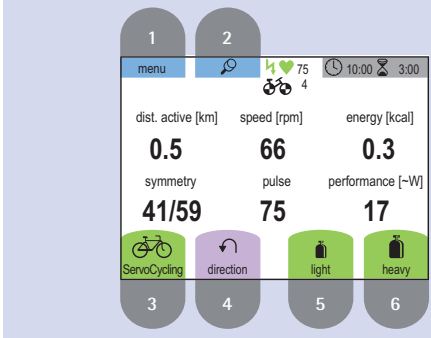 1 2
menu 75 10:00 3:00
4
dist. active [km] speed [rpm] energy [kcal]
0.5 66 0.3
symmetry pulse performance [~W]
41/59 75 17
ServoCycling direction light heavy
3 4 5 6